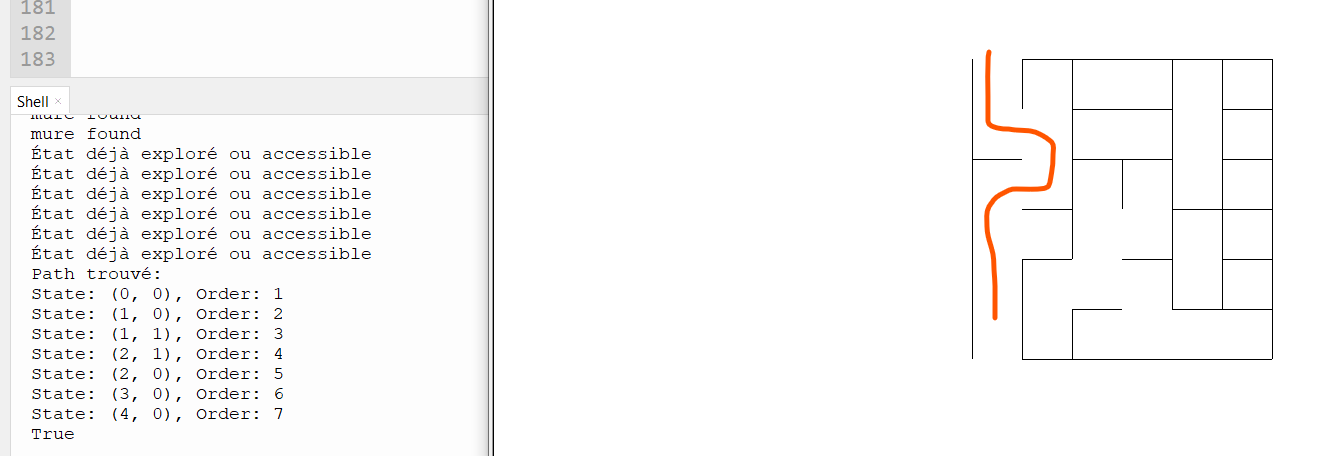 181
182
183
Shell ×
mure found
mure found
État déjà exploré ou accessible
État déjà exploré ou accessible
État déjà exploré ou accessible
État déjà exploré ou accessible
État déjà exploré ou accessible
État déjà exploré ou accessible
Path trouvé:
State: (0, 0), Order: 1
State: (1, 0), Order: 2
State: (1, 1), Order: 3
State: (2, 1), Order: 4
State: (2, 0), Order: 5
State: (3, 0), Order: 6
State: (4, 0), Order: 7
True